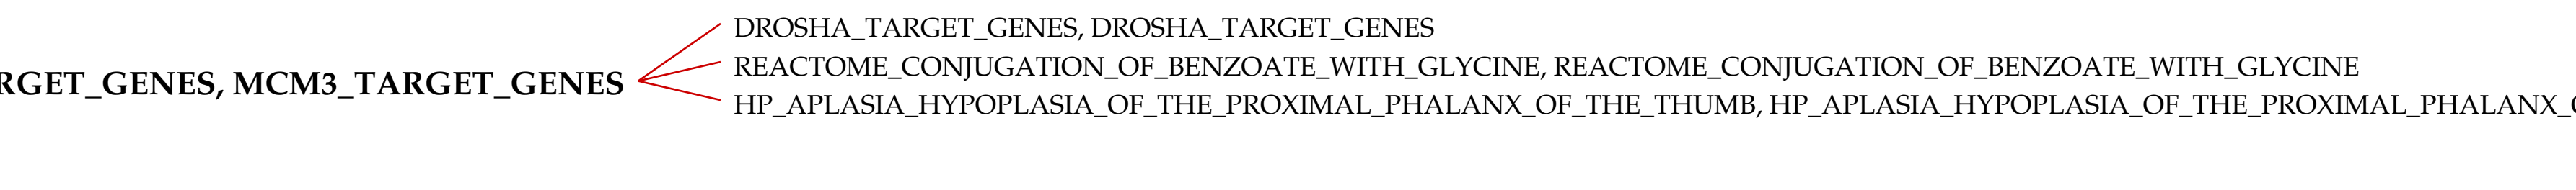 DROSHA_TARGET_GENES, DROSHA_TARGET_GENES
REACTOME_CONJUGATION_OF_BENZOATE_WITH_GLYCINE, REACTOME_CONJUGATION_OF_BENZOATE_WITH_GLYCINE
RGET_GENES, MCM3_TARGET_GENES
HP_APLASIA_HYPOPLASIA_OF_THE_PROXIMAL_PHALANX_OF_THE_THUMB, HP_APLASIA_HYPOPLASIA_OF_THE_PROXIMAL_PHALANX_